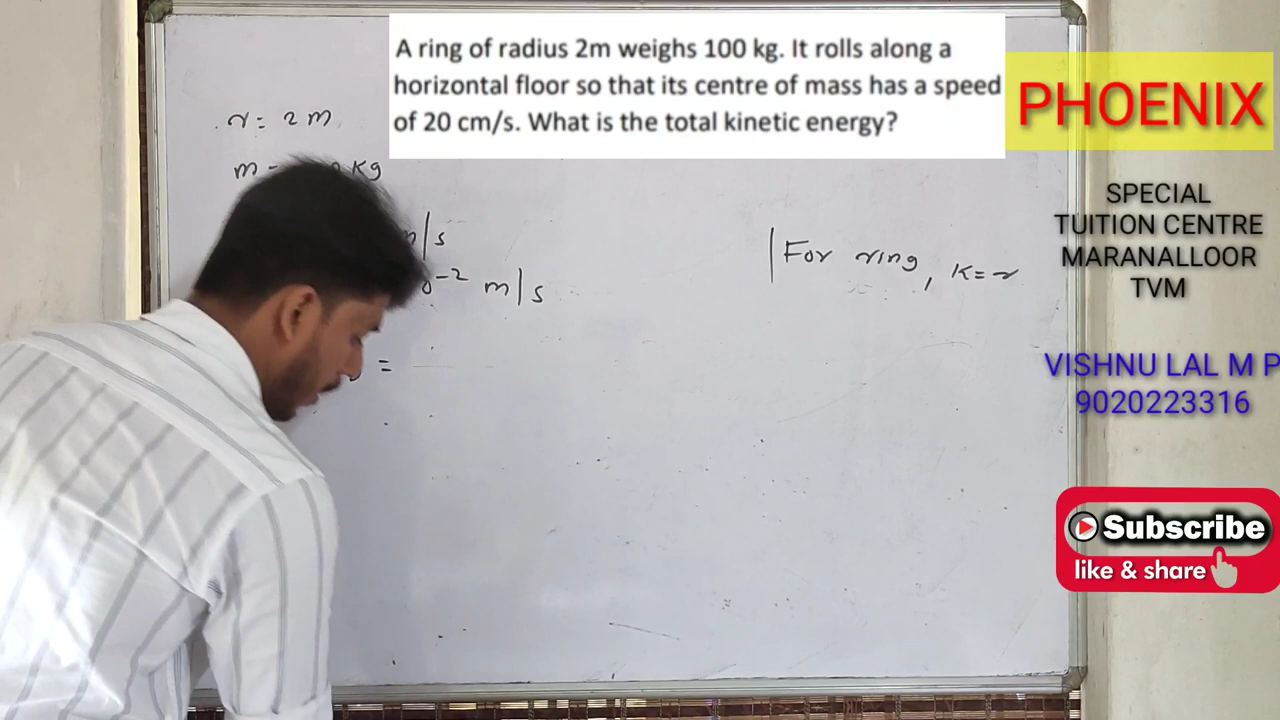 A ring of radius 2m weighs 100 kg. It rolls along a
horizontal floor so that its centre of mass has a speed
of 20 cm/s. What is the total kinetic energy?
r = 2 m
m = kg
m/s
-2 m/s
=
|For ring, K=r
PHOENIX
SPECIAL
TUITION CENTRE
MARANALLOOR
TVM
VISHNU LAL M P
9020223316
Subscribe
like & share